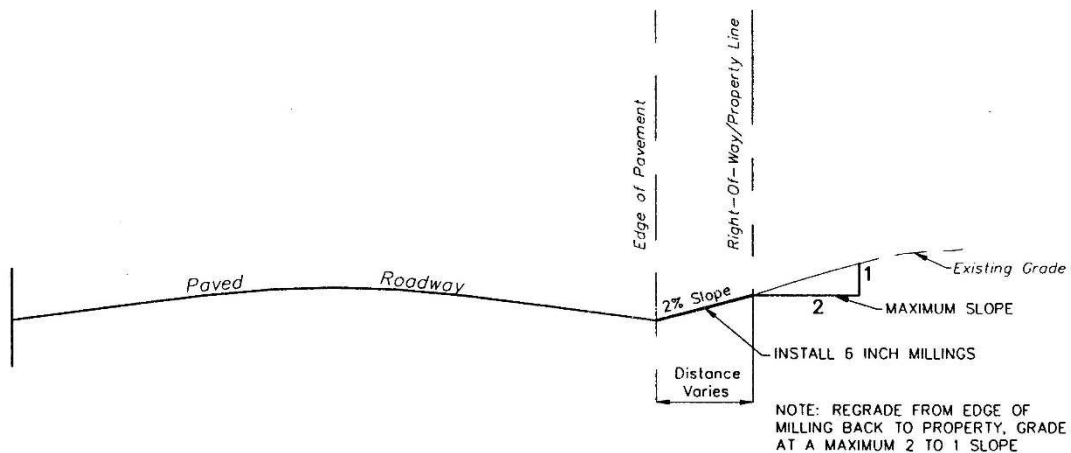 Edge of Pavement
Right-Of-Way/Property Line
Paved Roadway
2% Slope
1
Existing Grade
2
MAXIMUM SLOPE
INSTALL 6 INCH MILLINGS
Distance
Varies
NOTE: REGRADE FROM EDGE OF
MILLING BACK TO PROPERTY, GRADE
AT A MAXIMUM 2 TO 1 SLOPE